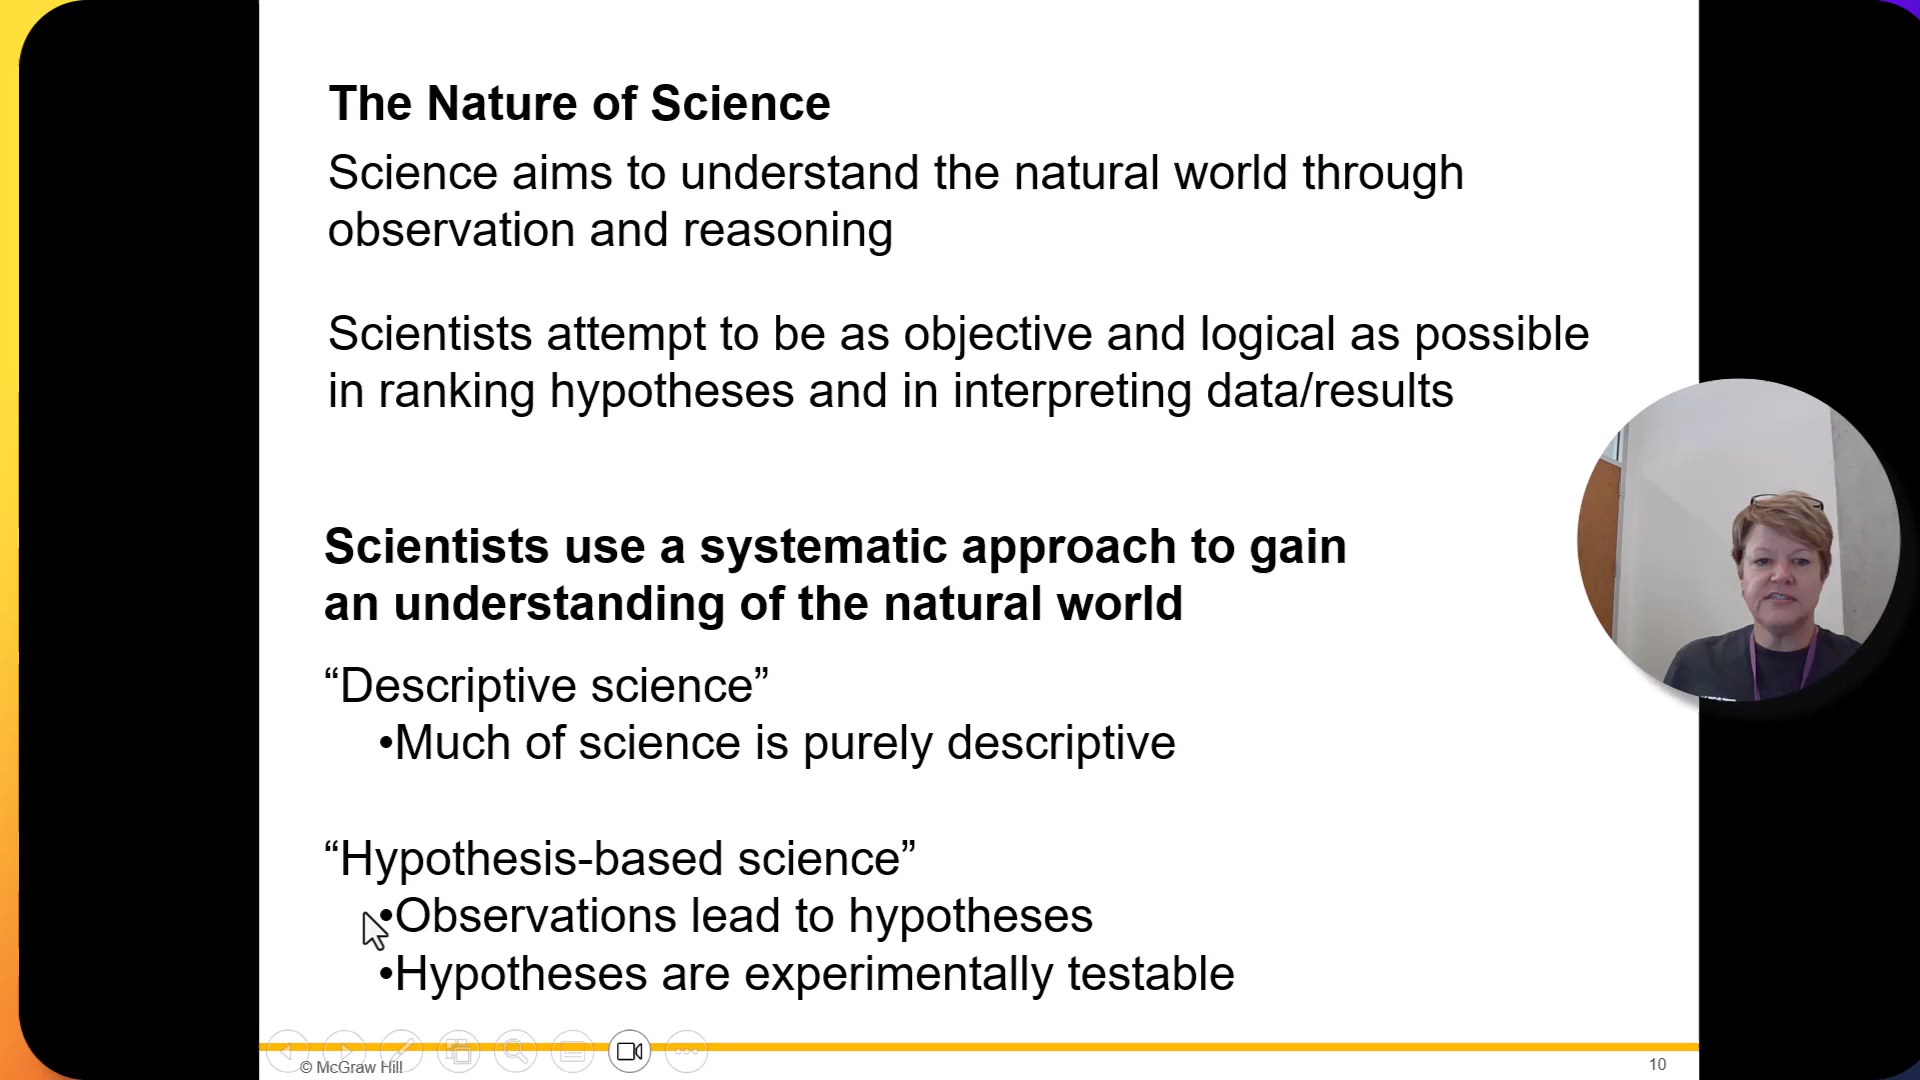 The Nature of Science
Science aims to understand the natural world through
observation and reasoning
Scientists attempt to be as objective and logical as possible
in ranking hypotheses and in interpreting data/results
Scientists use a systematic approach to gain
an understanding of the natural world
“Descriptive science”
•Much of science is purely descriptive
“Hypothesis-based science”
•Observations lead to hypotheses
•Hypotheses are experimentally testable
© McGraw Hill
10